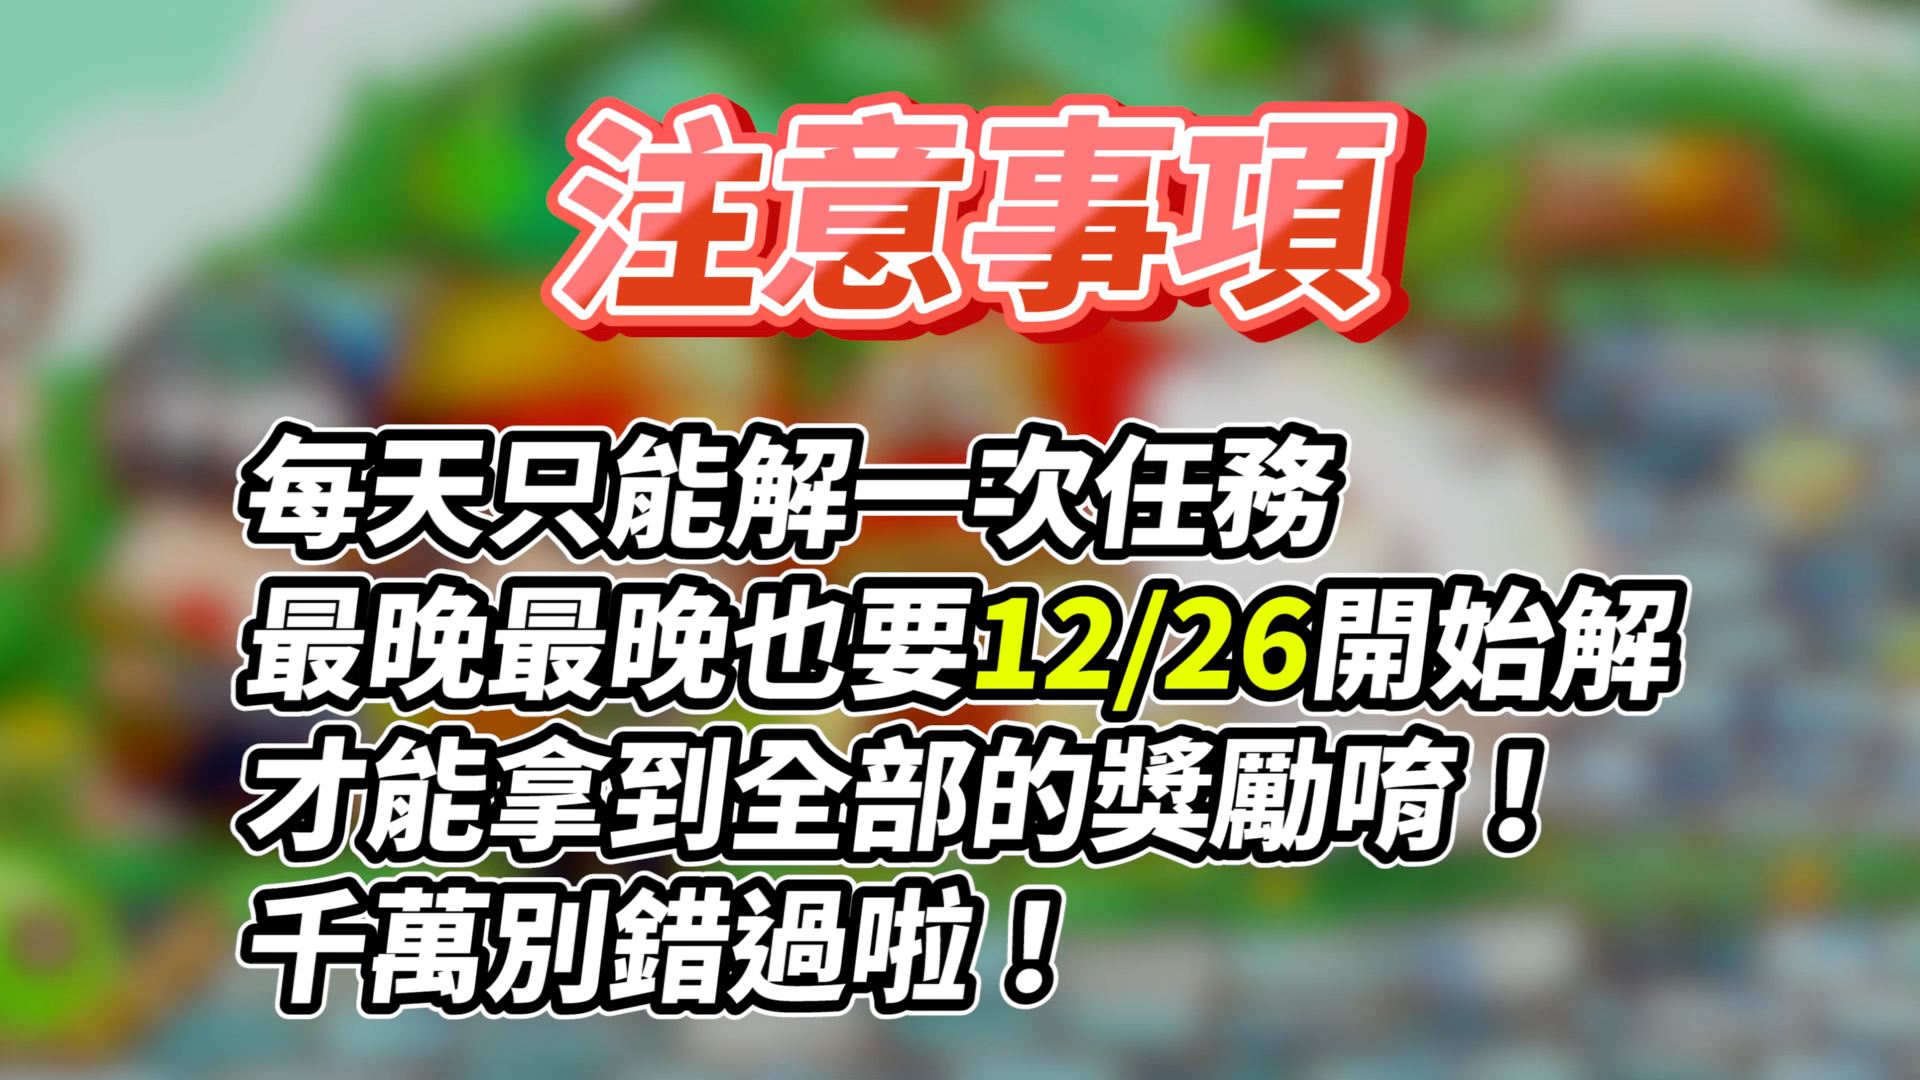 注意事項
每天只能解一次任務
最晚最晚也要12/26開始解
才能拿到全部的獎勵唷！
千萬別錯過啦！